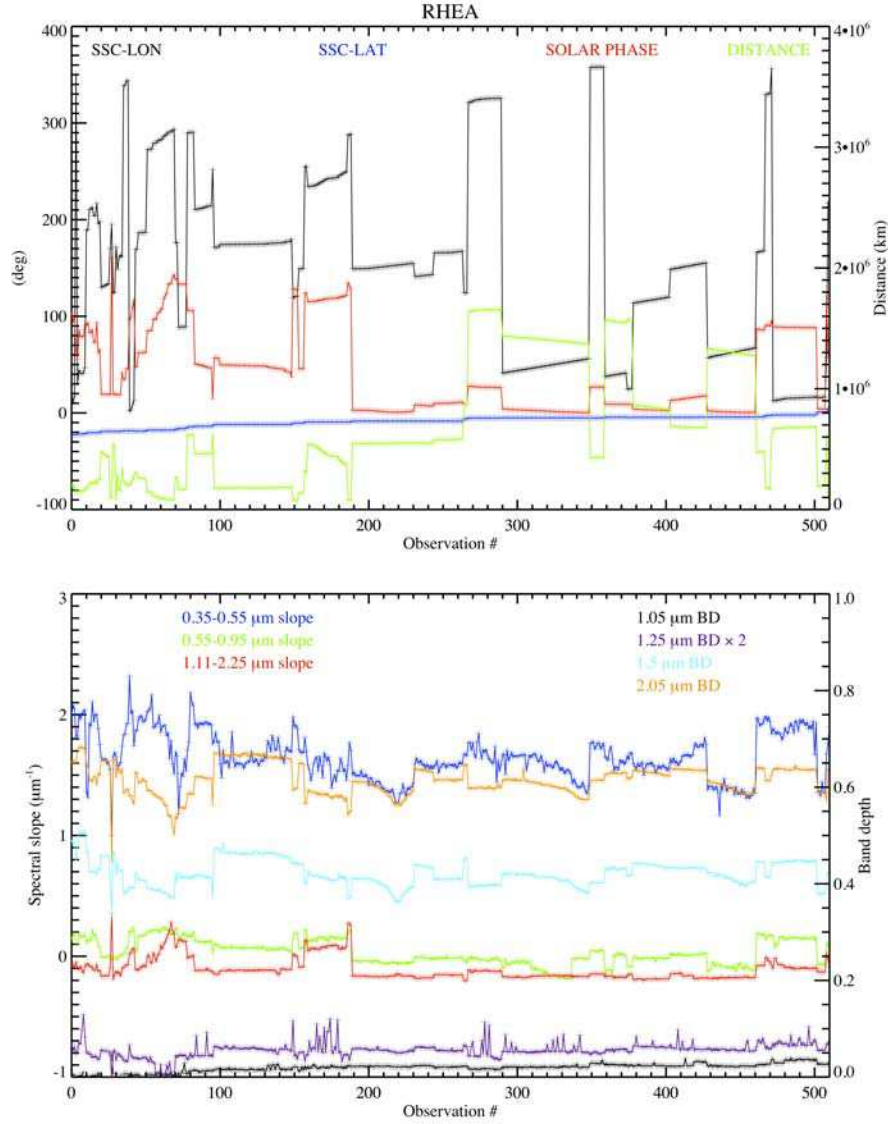 RHEA
SSC-LON SSC-LAT SOLAR PHASE DISTANCE
400
300
200
100
0
-100
(deg)
4•10⁶
3•10⁶
2•10⁶
1•10⁶
0
Distance (km)
0 100 200 300 400 500
Observation #
0.35-0.55 µm slope
0.55-0.95 µm slope
1.11-2.25 µm slope
1.05 µm BD
1.25 µm BD × 2
1.5 µm BD
2.05 µm BD
3
2
1
0
-1
Spectral slope (µm⁻¹)
1.0
0.8
0.6
0.4
0.2
0.0
Band depth
0 100 200 300 400 500
Observation #